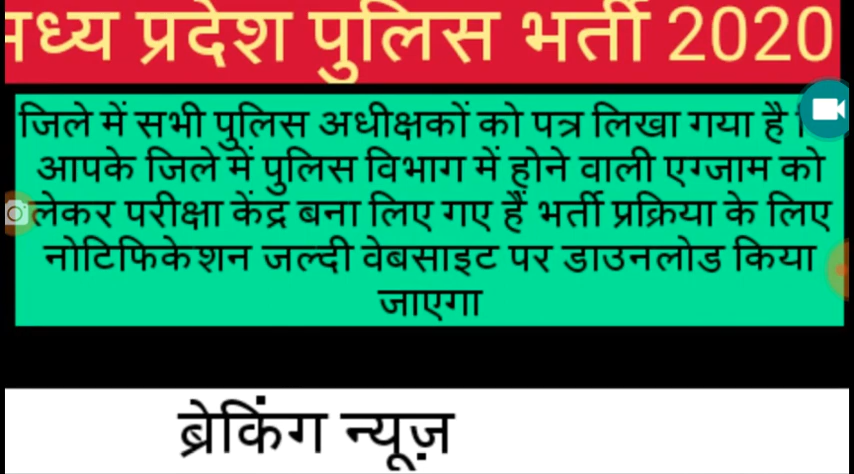 मध्य प्रदेश पुलिस भर्ती 2020
जिले में सभी पुलिस अधीक्षकों को पत्र लिखा गया है
आपके जिले में पुलिस विभाग में होने वाली एग्जाम को
लेकर परीक्षा केंद्र बना लिए गए हैं भर्ती प्रक्रिया के लिए
नोटिफिकेशन जल्दी वेबसाइट पर डाउनलोड किया
जाएगा
ब्रेकिंग न्यूज़